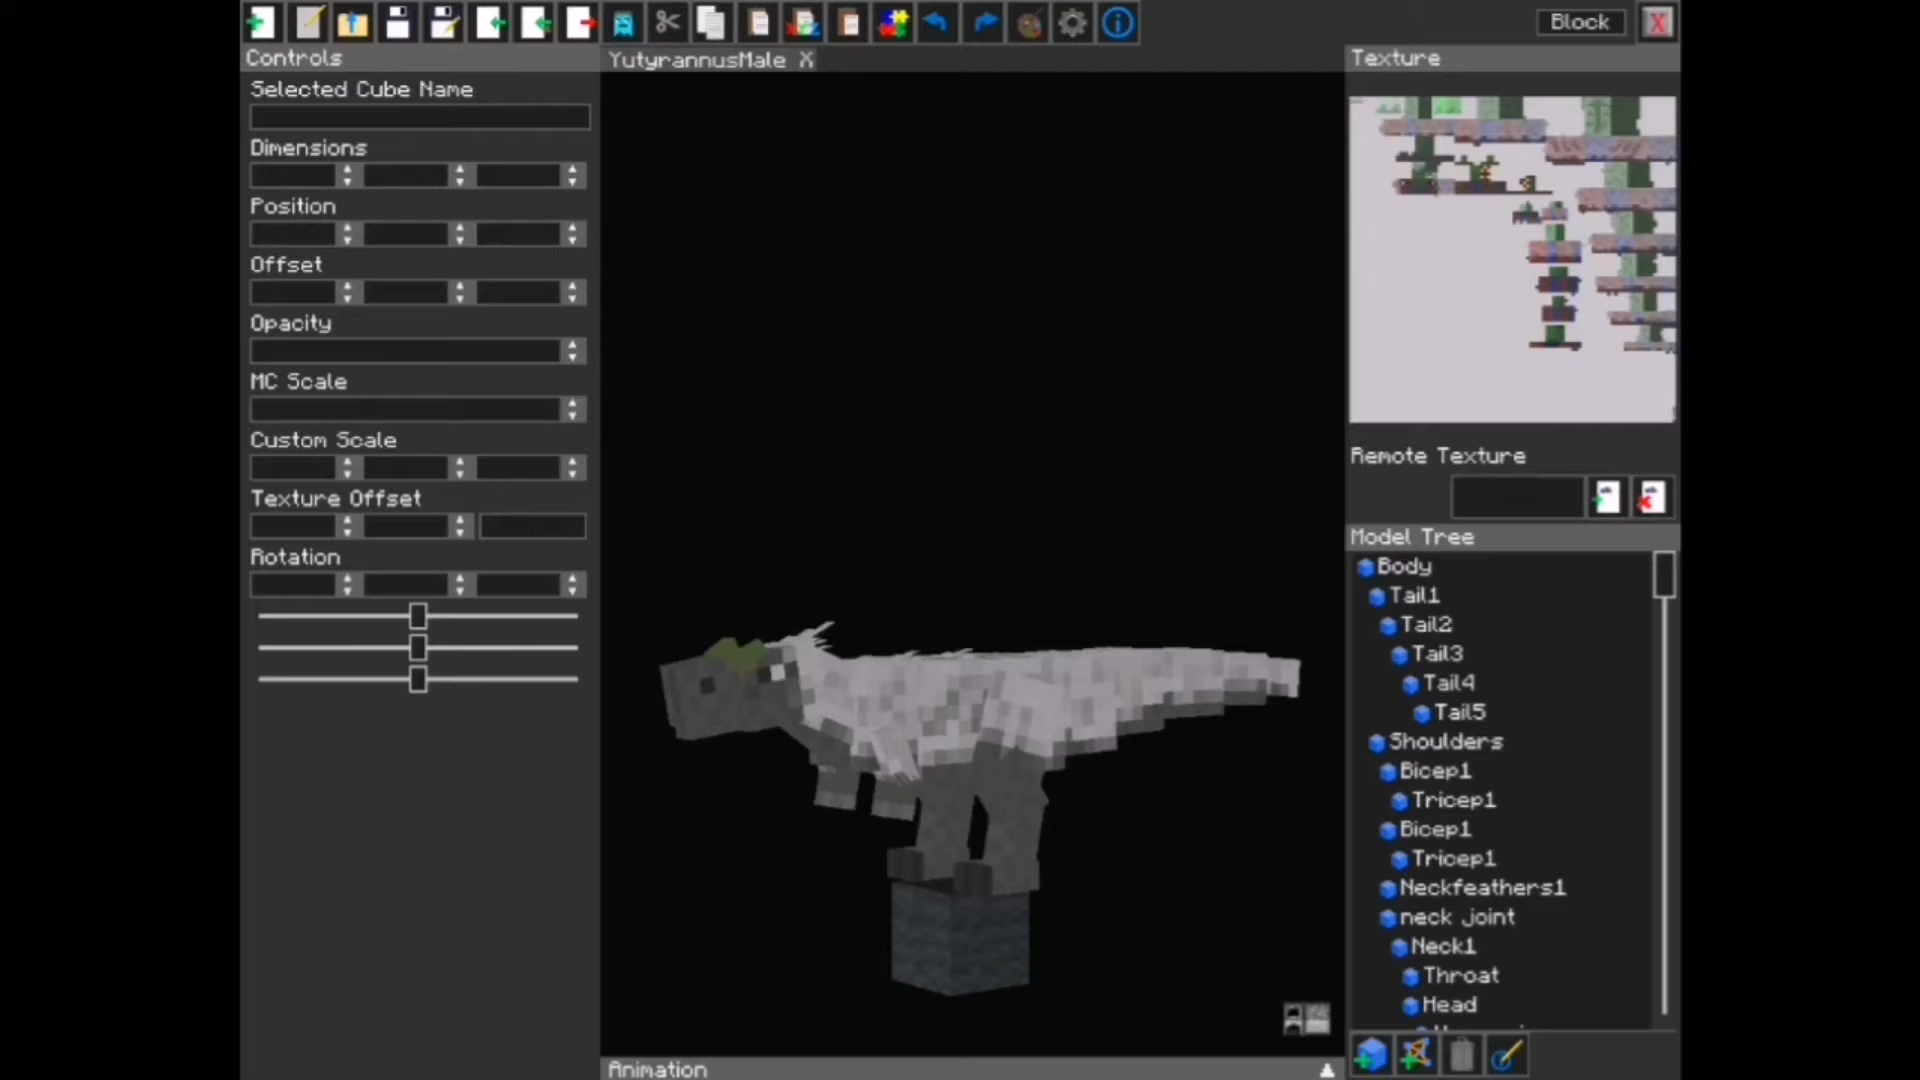 Block
X
Controls
YutyrannusMale X
Texture
Selected Cube Name
Dimensions
Position
Offset
Opacity
MC Scale
Custom Scale
Texture Offset
Rotation
Remote Texture
Model Tree
Body
Tail1
Tail2
Tail3
Tail4
Tail5
Shoulders
Bicep1
Tricep1
Bicep1
Tricep1
Neckfeathers1
neck joint
Neck1
Throat
Head
Animation